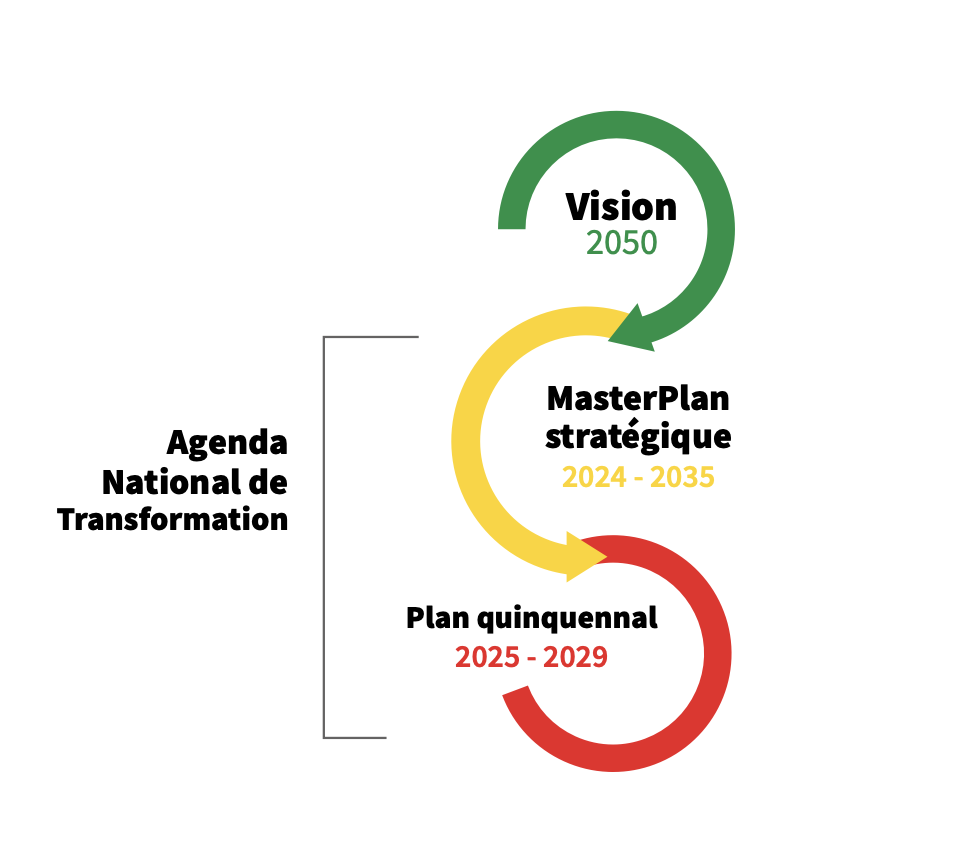 Vision
2050
MasterPlan
stratégique
2024 - 2035
Agenda
National de
Transformation
Plan quinquennal
2025 - 2029